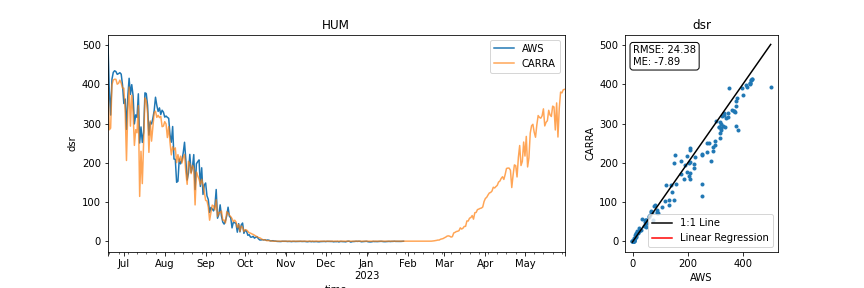 HUM
dsr
500
400
300
200
100
0
dsr
AWS
CARRA
Jul Aug Sep Oct Nov Dec Jan Feb Mar Apr May
2023
time
dsr
500
400
300
200
100
0
CARRA
RMSE: 24.38
ME: -7.89
1:1 Line
Linear Regression
0 200 400
AWS